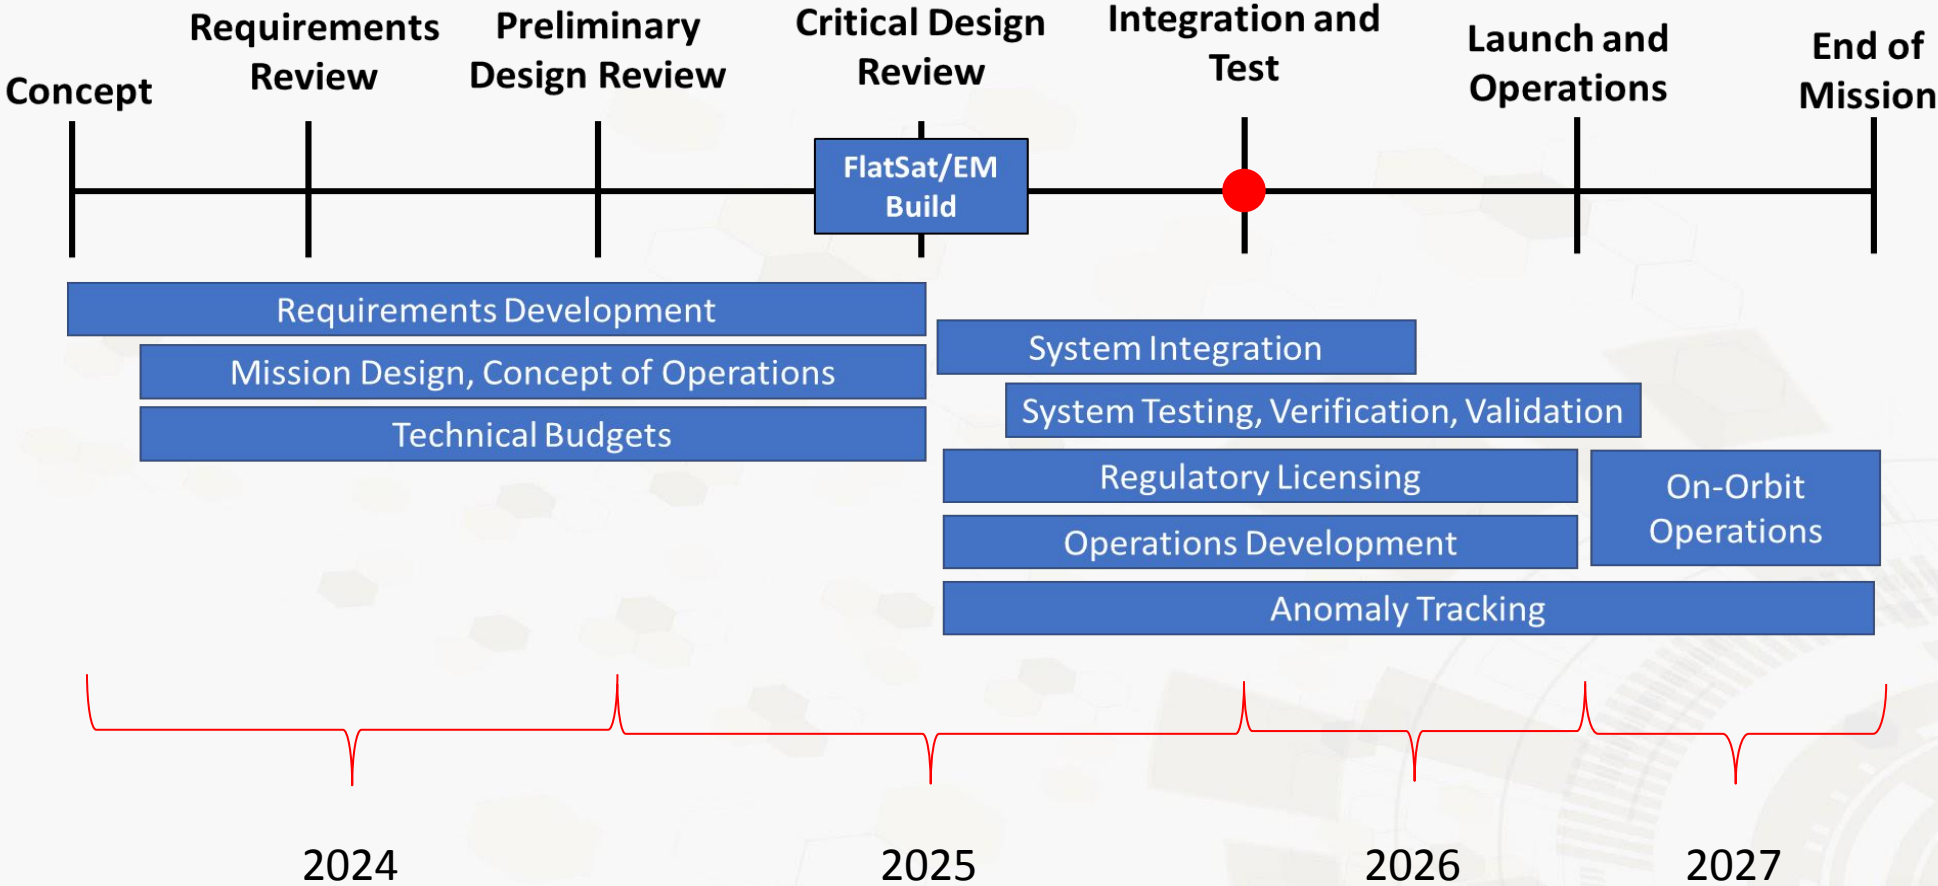 Concept
Requirements
Review
Preliminary
Design Review
Critical Design
Review
Integration and
Test
Launch and
Operations
End of
Mission
FlatSat/EM
Build
Requirements Development
Mission Design, Concept of Operations
Technical Budgets
System Integration
System Testing, Verification, Validation
Regulatory Licensing
Operations Development
On-Orbit
Operations
Anomaly Tracking
2024
2025
2026
2027